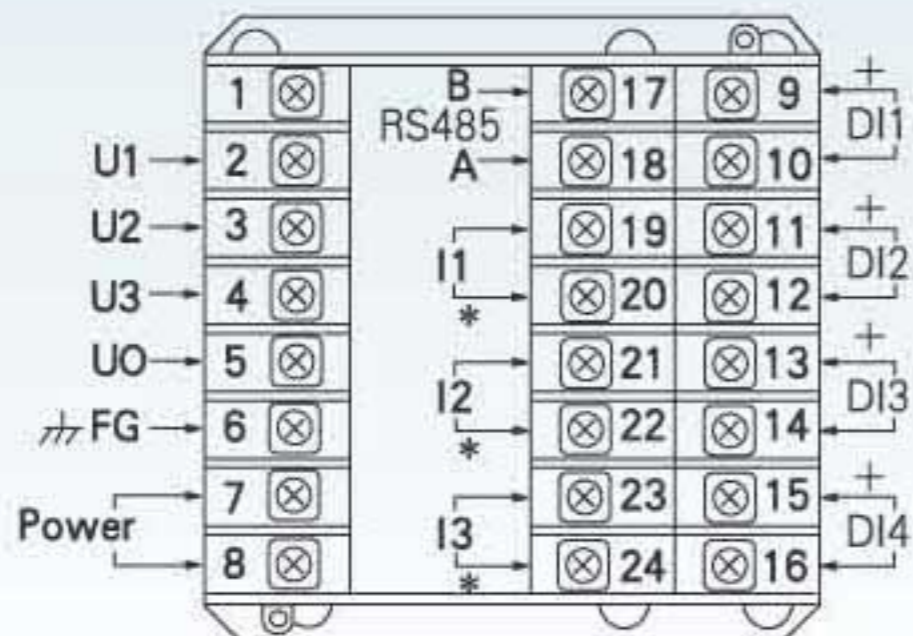 1 B 17 9 +
RS485 DI1
U1 2 A 18 10
U2 3 19 11 +
I1 DI2
U3 4 * 20 12
U0 5 21 13 +
I2 DI3
FG 6 * 22 14
7 23 15 +
Power I3 DI4
8 * 24 16